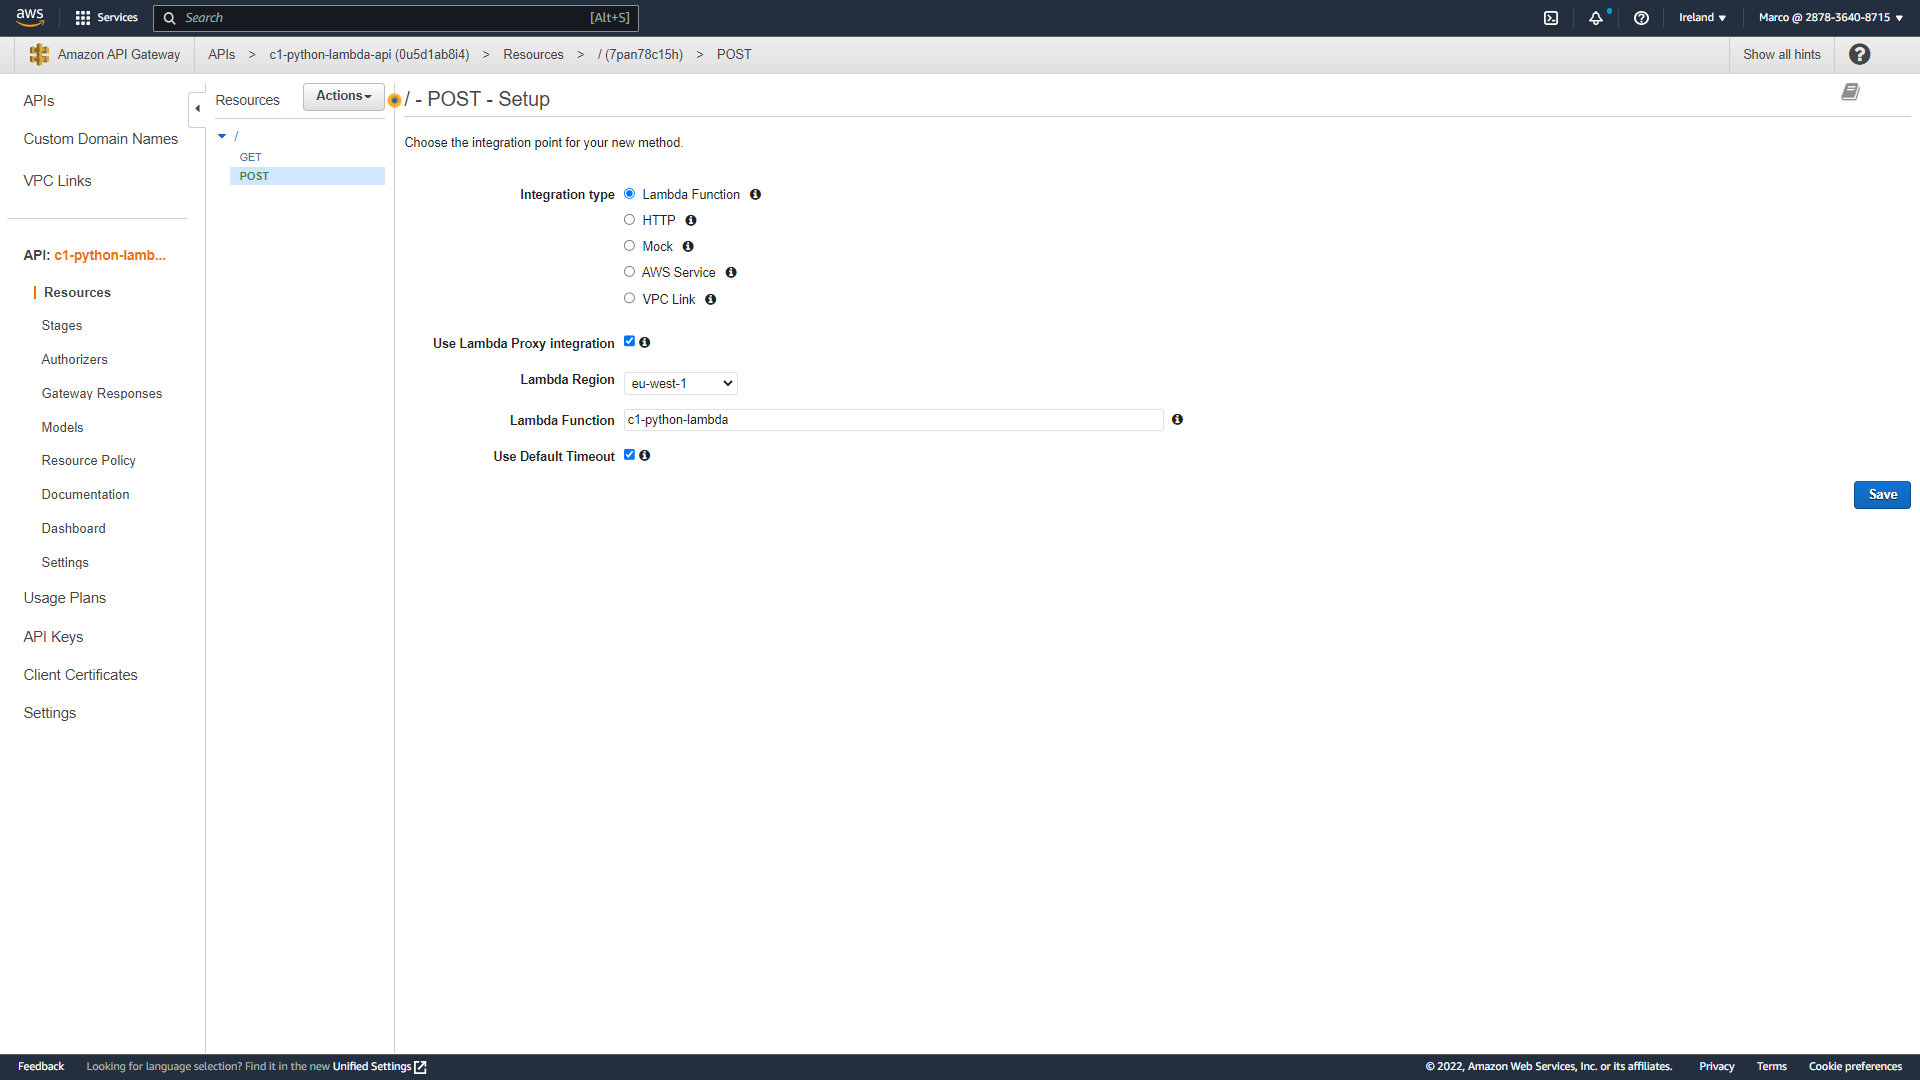 aws
Services
Search
[Alt+S]
Ireland
Marco @ 2878-3640-8715
Amazon API Gateway
APIs > c1-python-lambda-api (0u5d1ab8i4) > Resources > / (7pan78c15h) > POST
Show all hints
APIs
Custom Domain Names
VPC Links
API: c1-python-lamb...
Resources
Stages
Authorizers
Gateway Responses
Models
Resource Policy
Documentation
Dashboard
Settings
Usage Plans
API Keys
Client Certificates
Settings
Resources
Actions
/
GET
POST
/ - POST - Setup
Choose the integration point for your new method.
Integration type
Lambda Function
HTTP
Mock
AWS Service
VPC Link
Use Lambda Proxy integration
Lambda Region
eu-west-1
Lambda Function
c1-python-lambda
Use Default Timeout
Save
Feedback
Looking for language selection? Find it in the new Unified Settings
© 2022, Amazon Web Services, Inc. or its affiliates.
Privacy
Terms
Cookie preferences